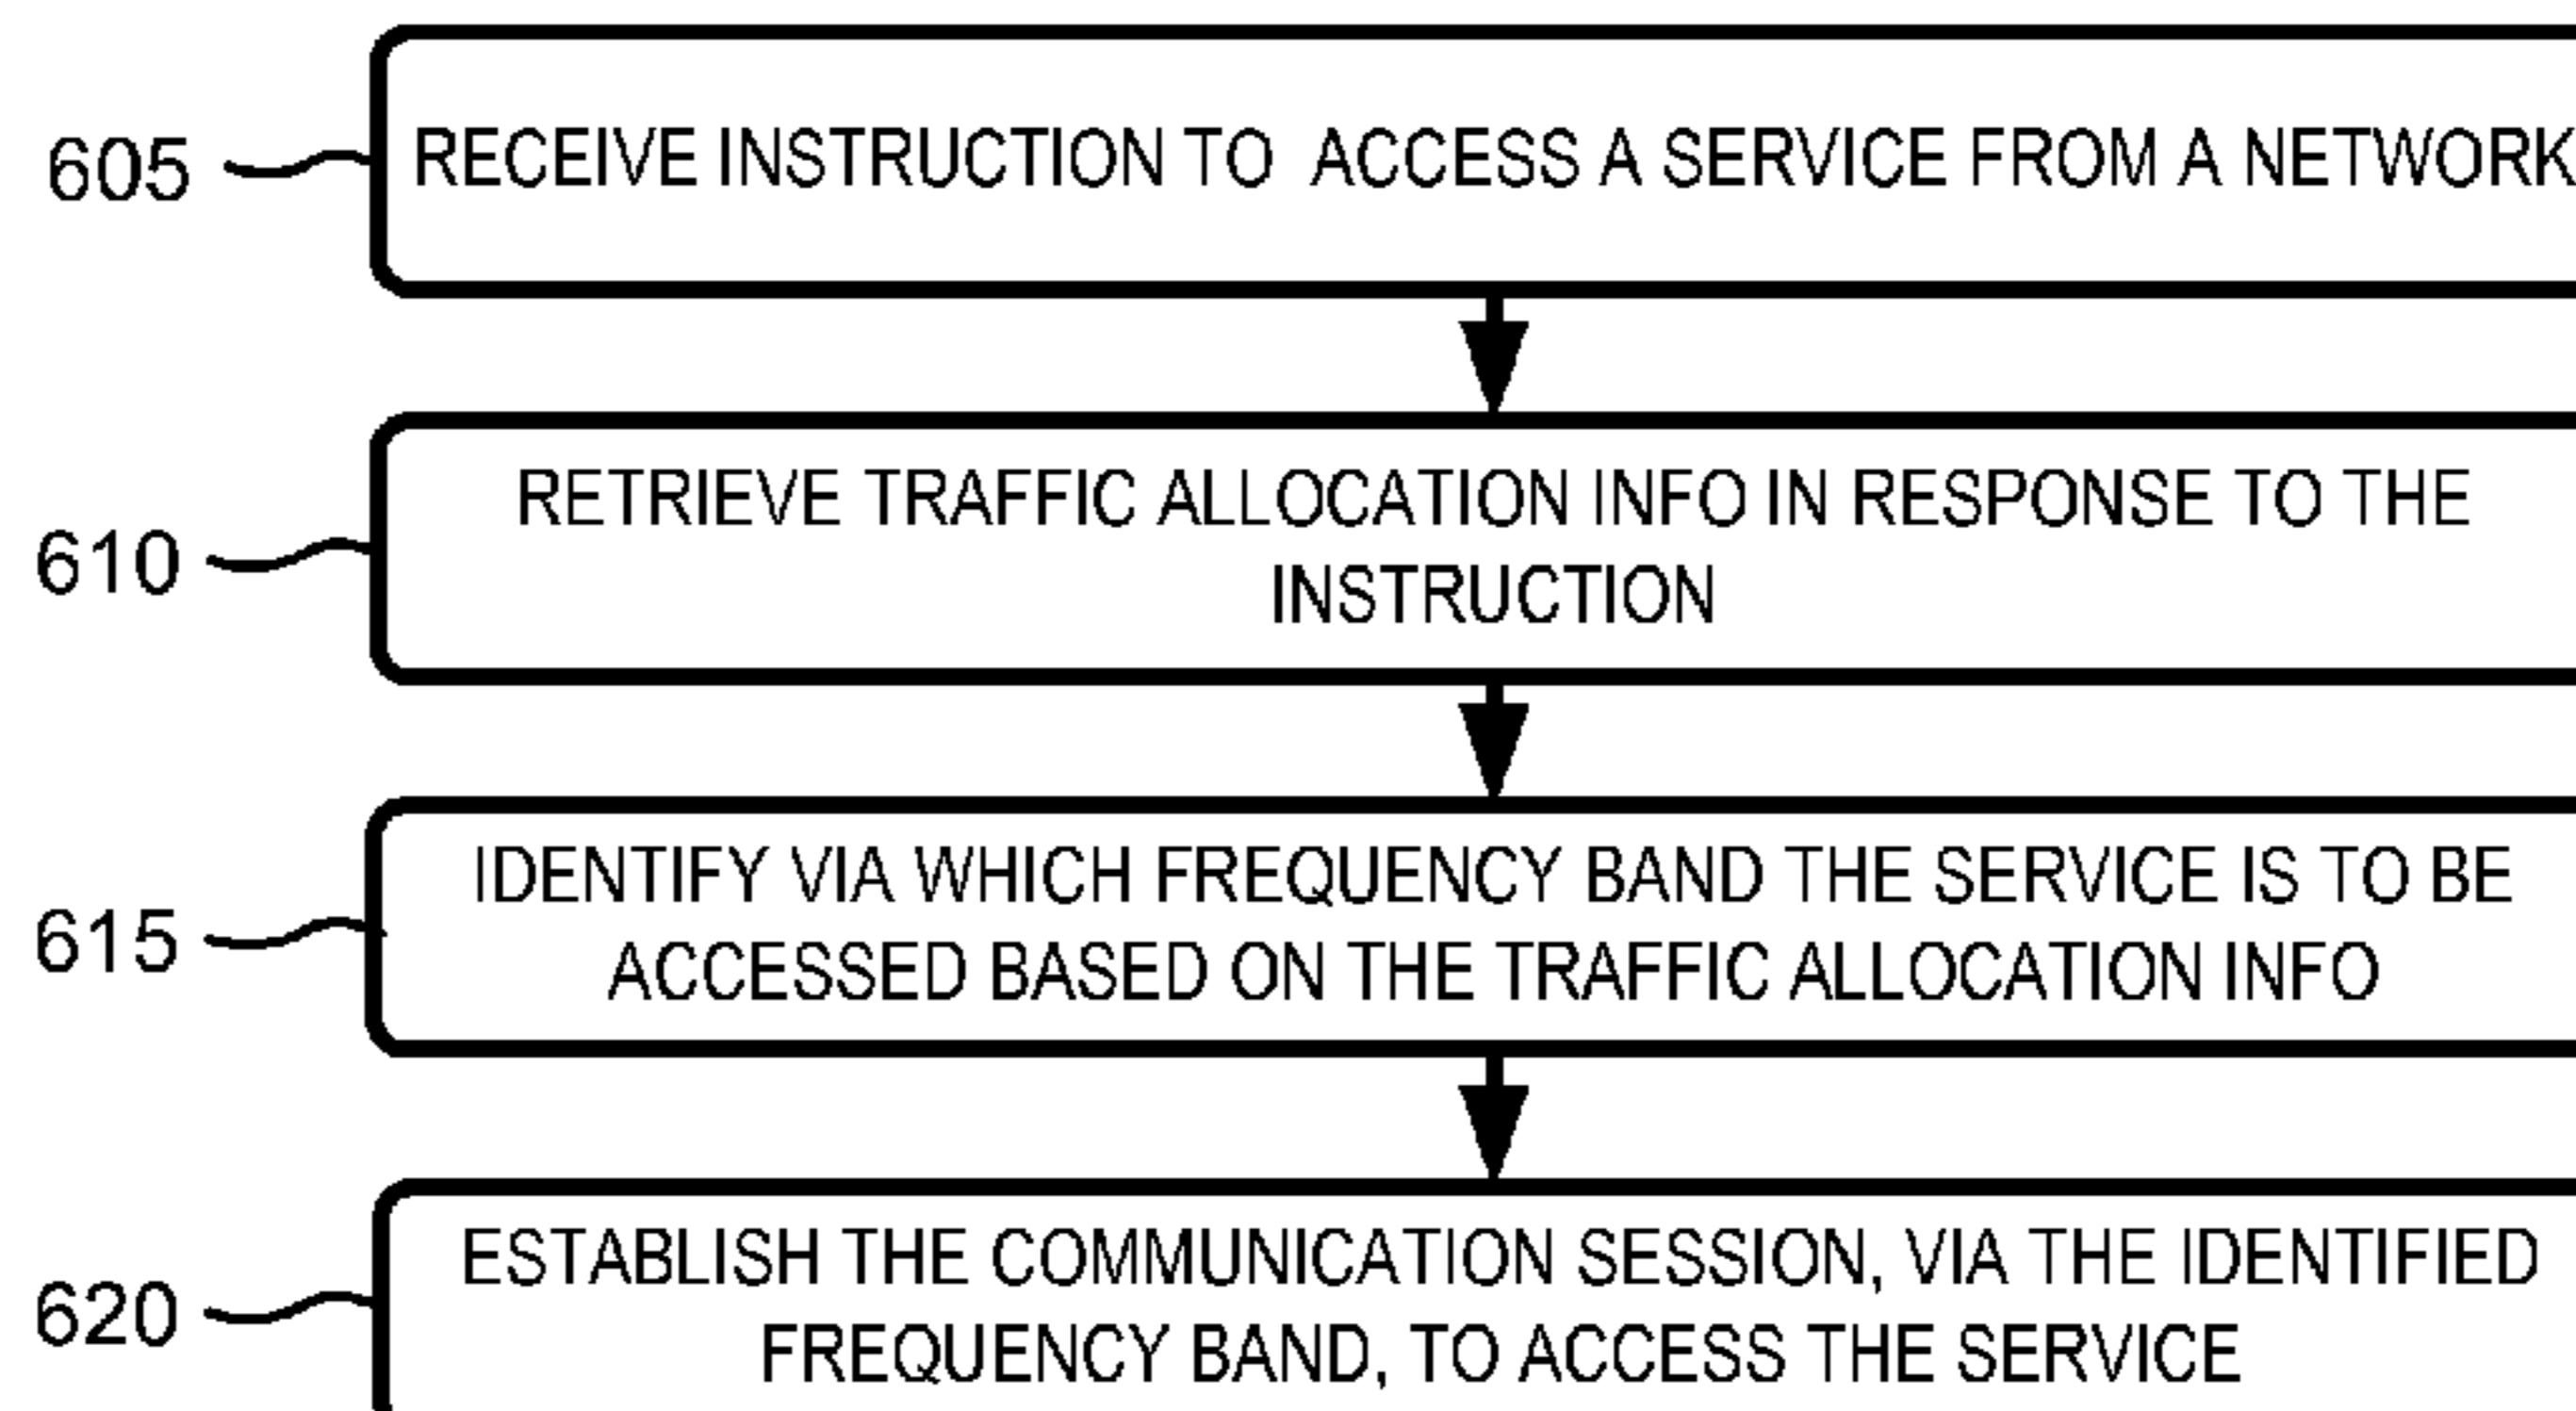 605
RECEIVE INSTRUCTION TO ACCESS A SERVICE FROM A NETWORK
610
RETRIEVE TRAFFIC ALLOCATION INFO IN RESPONSE TO THE
INSTRUCTION
615
IDENTIFY VIA WHICH FREQUENCY BAND THE SERVICE IS TO BE
ACCESSED BASED ON THE TRAFFIC ALLOCATION INFO
620
ESTABLISH THE COMMUNICATION SESSION, VIA THE IDENTIFIED
FREQUENCY BAND, TO ACCESS THE SERVICE